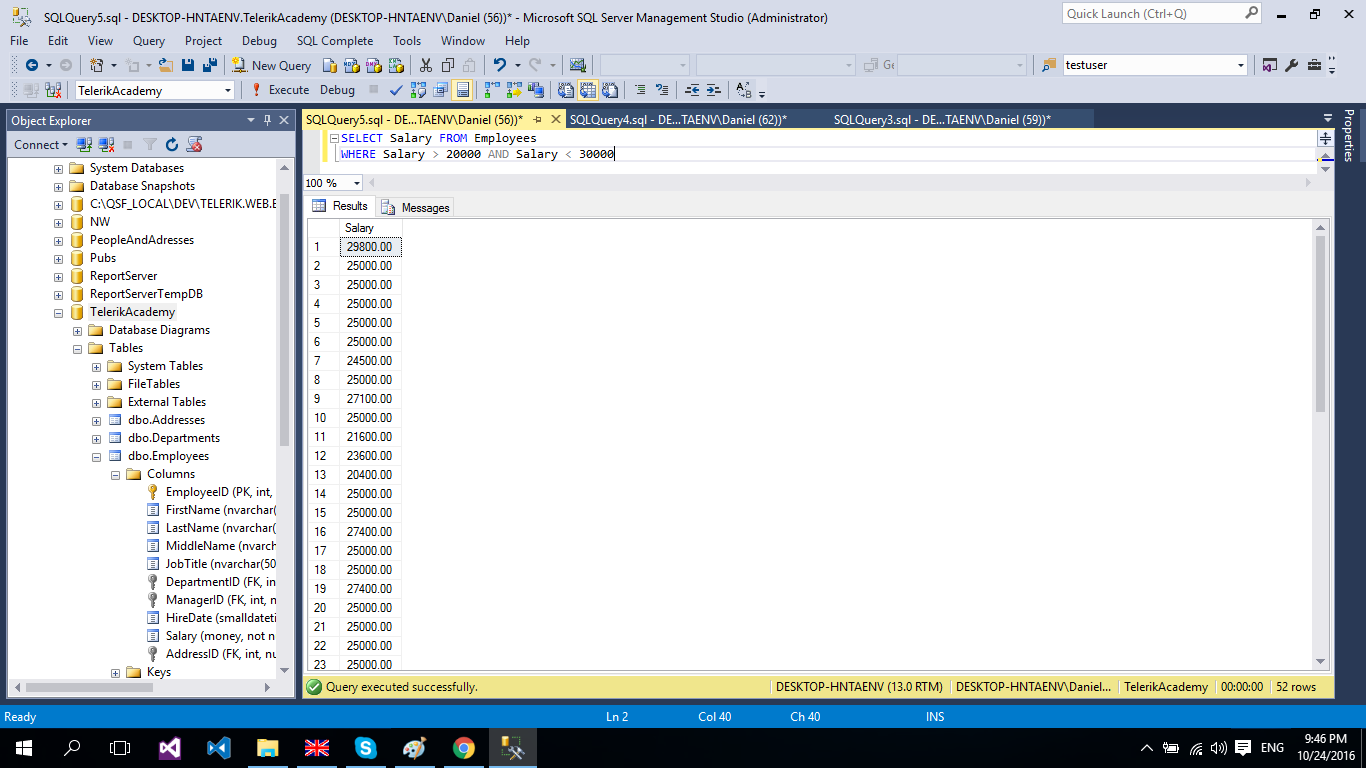 SQLQuery5.sql - DESKTOP-HNTAENV.TelerikAcademy (DESKTOP-HNTAENV\Daniel (56))* - Microsoft SQL Server Management Studio (Administrator)
Quick Launch (Ctrl+Q)
File Edit View Query Project Debug SQL Complete Tools Window Help
New Query
Ge
testuser
TelerikAcademy
Execute Debug
Object Explorer
SQLQuery5.sql - DE...TAENV\Daniel (56))* SQLQuery4.sql - DE...TAENV\Daniel (62))* SQLQuery3.sql - DE...TAENV\Daniel (59))*
Properties
Connect
System Databases
Database Snapshots
C:\QSF_LOCAL\DEV\TELERIK.WEB.E
NW
PeopleAndAdresses
Pubs
ReportServer
ReportServerTempDB
TelerikAcademy
Database Diagrams
Tables
System Tables
FileTables
External Tables
dbo.Addresses
dbo.Departments
dbo.Employees
Columns
EmployeeID (PK, int,
FirstName (nvarchar(
LastName (nvarchar(
MiddleName (nvarch
JobTitle (nvarchar(50
DepartmentID (FK, in
ManagerID (FK, int, n
HireDate (smalldateti
Salary (money, not n
AddressID (FK, int, nu
Keys
SELECT Salary FROM Employees
WHERE Salary > 20000 AND Salary < 30000
100 %
Results Messages
Salary
1 29800.00
2 25000.00
3 25000.00
4 25000.00
5 25000.00
6 25000.00
7 24500.00
8 25000.00
9 27100.00
10 25000.00
11 21600.00
12 23600.00
13 20400.00
14 25000.00
15 25000.00
16 27400.00
17 25000.00
18 25000.00
19 27400.00
20 25000.00
21 25000.00
22 25000.00
23 25000.00
Query executed successfully.
DESKTOP-HNTAENV (13.0 RTM) DESKTOP-HNTAENV\Daniel... TelerikAcademy 00:00:00 52 rows
Ready Ln 2 Col 40 Ch 40 INS
ENG
9:46 PM
10/24/2016